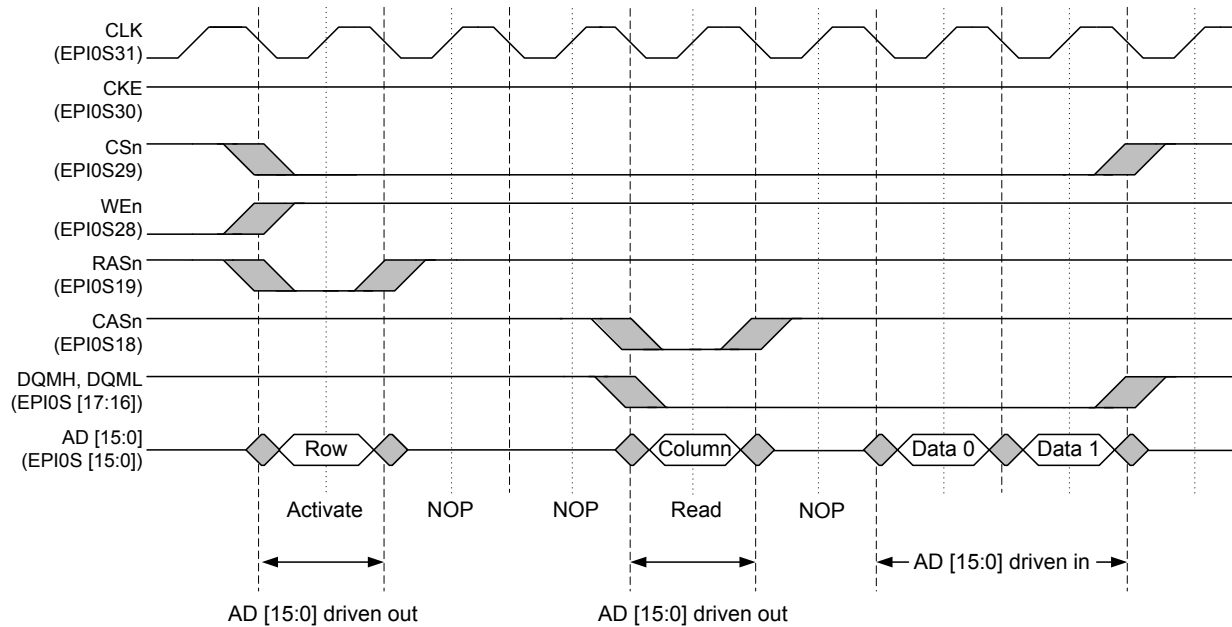 CLK
(EPI0S31)
CKE
(EPI0S30)
CSn
(EPI0S29)
WEn
(EPI0S28)
RASn
(EPI0S19)
CASn
(EPI0S18)
DQMH, DQML
(EPI0S [17:16])
AD [15:0]
(EPI0S [15:0])
Row
Column
Data 0
Data 1
Activate
NOP
NOP
Read
NOP
AD [15:0] driven in
AD [15:0] driven out
AD [15:0] driven out